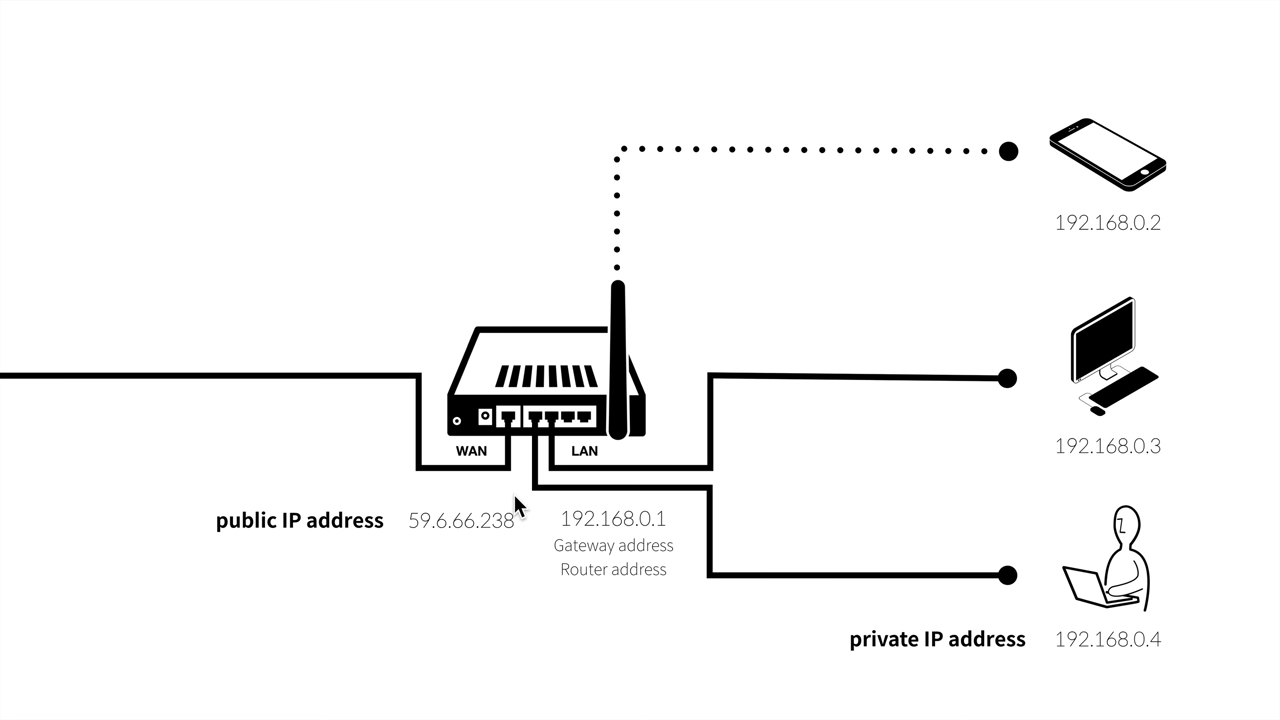 192.168.0.2
192.168.0.3
WAN
LAN
public IP address 59.6.66.238
192.168.0.1
Gateway address
Router address
private IP address 192.168.0.4